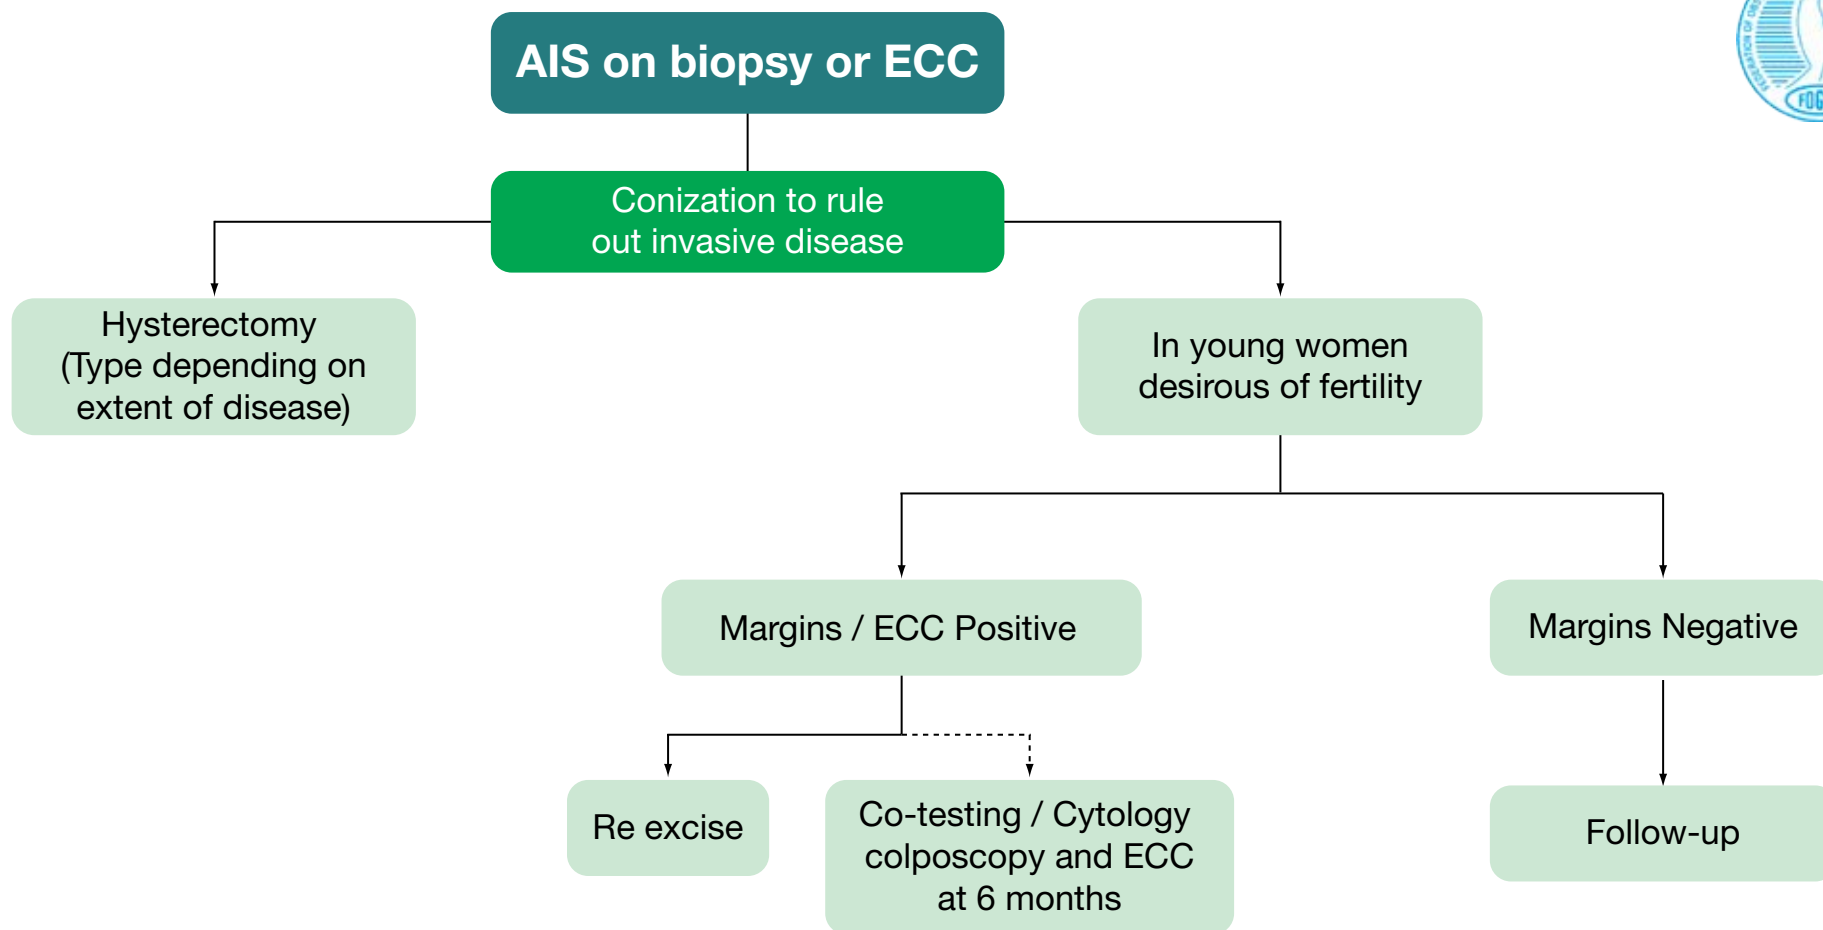 AIS on biopsy or ECC
Conization to rule
out invasive disease
Hysterectomy
(Type depending on
extent of disease)
In young women
desirous of fertility
Margins / ECC Positive
Margins Negative
Re excise
Co-testing / Cytology
colposcopy and ECC
at 6 months
Follow-up